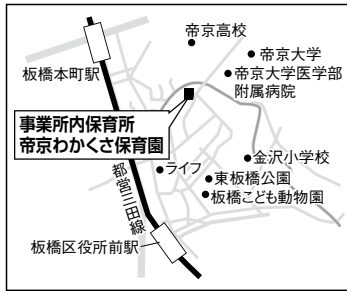 帝京高校
帝京大学
帝京大学医学部
附属病院
板橋本町駅
事業所内保育所
帝京わかくさ保育園
都営三田線
ライフ
金沢小学校
東板橋公園
板橋こども動物園
板橋区役所前駅